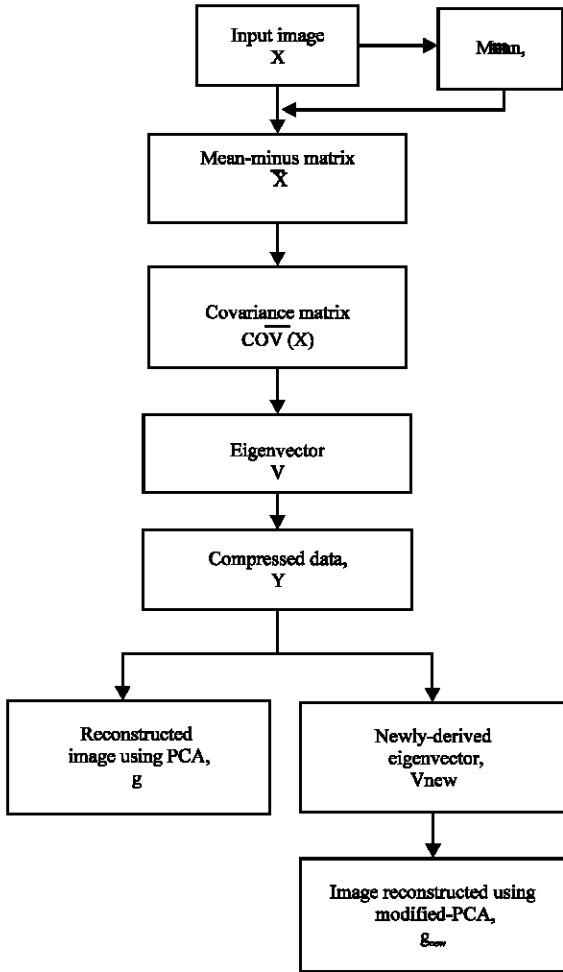 Input image
X
Mean,
Mean-minus matrix
X̅
Covariance matrix
C̅O̅V̅ (X)
Eigenvector
V
Compressed data,
Y
Reconstructed
image using PCA,
g
Newly-derived
eigenvector,
Vnew
Image reconstructed using
modified-PCA,
gnew